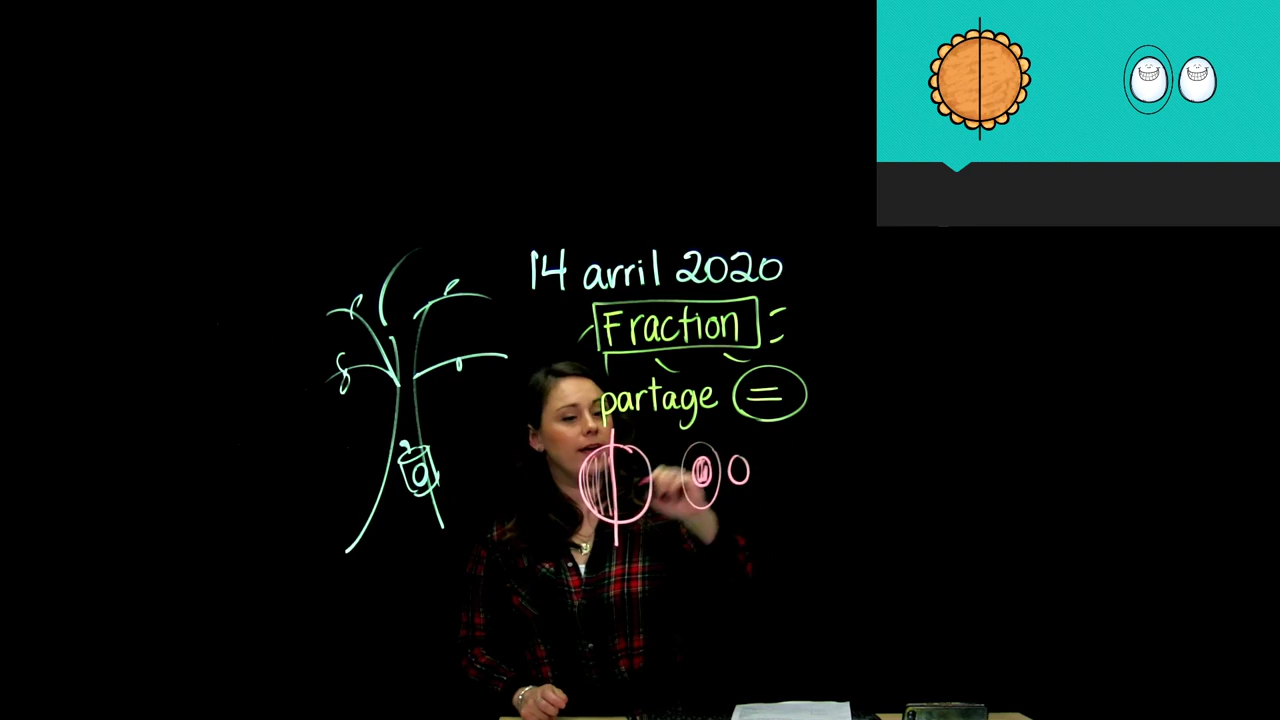 14 avril 2020
Fraction =
partage =